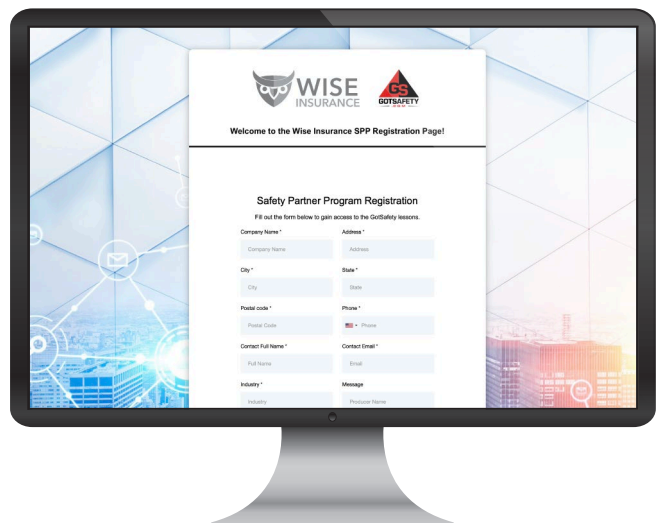 WISE
INSURANCE
GS
GOTSAFETY
Welcome to the Wise Insurance SPP Registration Page!
Safety Partner Program Registration
Fill out the form below to gain access to the GotSafety lessons.
Company Name * Address *
Company Name Address
City * State *
City State
Postal code * Phone *
Postal Code Phone
Contact Full Name * Contact Email *
Full Name Email
Industry * Message
Industry Producer Name